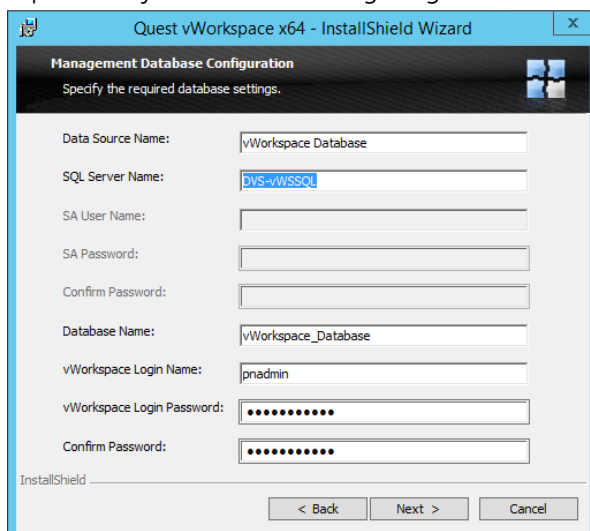 Quest vWorkspace x64 - InstallShield Wizard
x
Management Database Configuration
Specify the required database settings.
Data Source Name:
vWorkspace Database
SQL Server Name:
DVS-vWSSQL
SA User Name:
SA Password:
Confirm Password:
Database Name:
vWorkspace_Database
vWorkspace Login Name:
pnadmin
vWorkspace Login Password:
•••••••••••
Confirm Password:
•••••••••••
InstallShield
< Back Next > Cancel